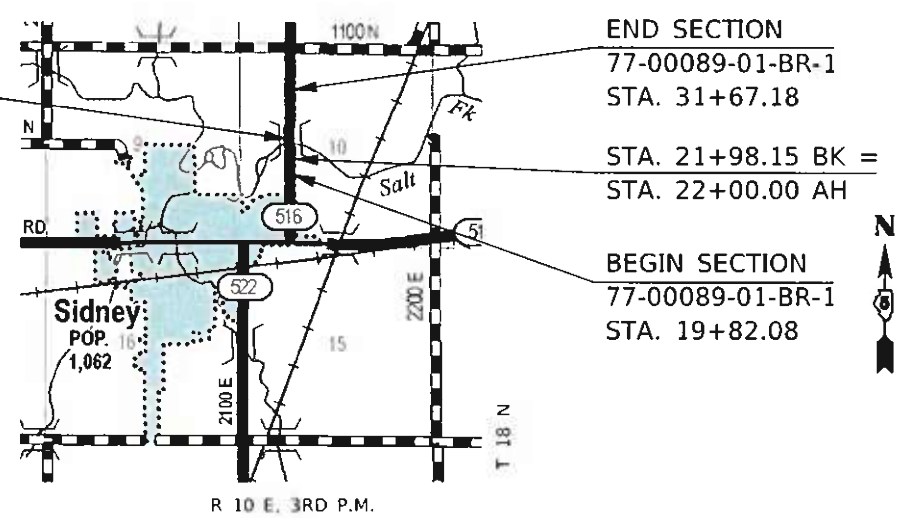 1100N
END SECTION
77-00089-01-BR-1
STA. 31+67.18
Fk
N
9
10
STA. 21+98.15 BK =
STA. 22+00.00 AH
Salt
516
N
RD
51
BEGIN SECTION
77-00089-01-BR-1
STA. 19+82.08
522
2200 E
Sidney
POP.
1,062
16
15
2100 E
T 18 N
R 10 E, 3RD P.M.